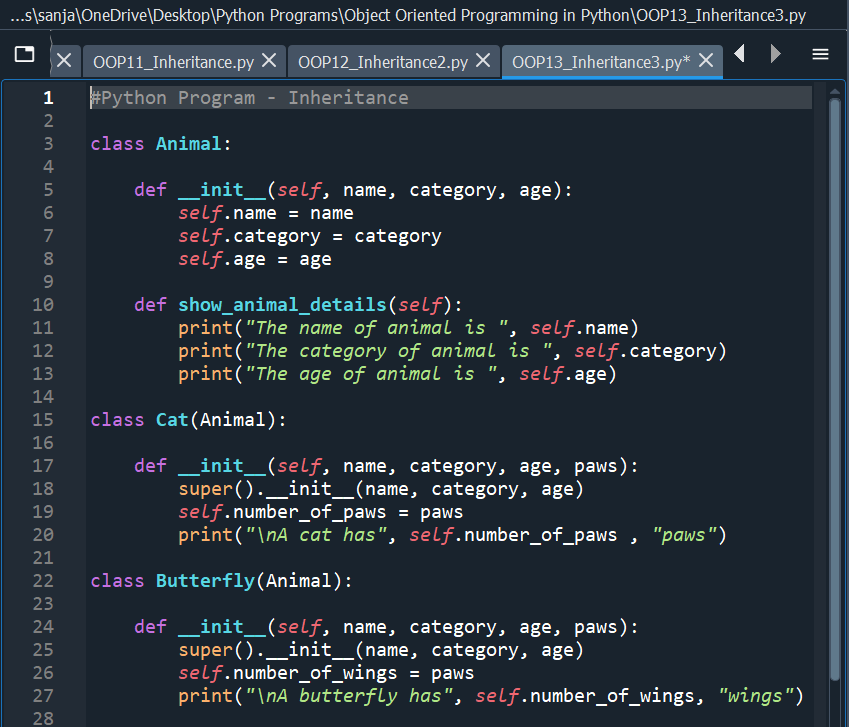 ...s\sanja\OneDrive\Desktop\Python Programs\Object Oriented Programming in Python\OOP13_Inheritance3.py
OOP11_Inheritance.py OOP12_Inheritance2.py OOP13_Inheritance3.py*
1 #Python Program - Inheritance
2
3 class Animal:
4
5     def __init__(self, name, category, age):
6         self.name = name
7         self.category = category
8         self.age = age
9
10     def show_animal_details(self):
11         print("The name of animal is ", self.name)
12         print("The category of animal is ", self.category)
13         print("The age of animal is ", self.age)
14
15 class Cat(Animal):
16
17     def __init__(self, name, category, age, paws):
18         super().__init__(name, category, age)
19         self.number_of_paws = paws
20         print("\nA cat has", self.number_of_paws , "paws")
21
22 class Butterfly(Animal):
23
24     def __init__(self, name, category, age, paws):
25         super().__init__(name, category, age)
26         self.number_of_wings = paws
27         print("\nA butterfly has", self.number_of_wings, "wings")
28